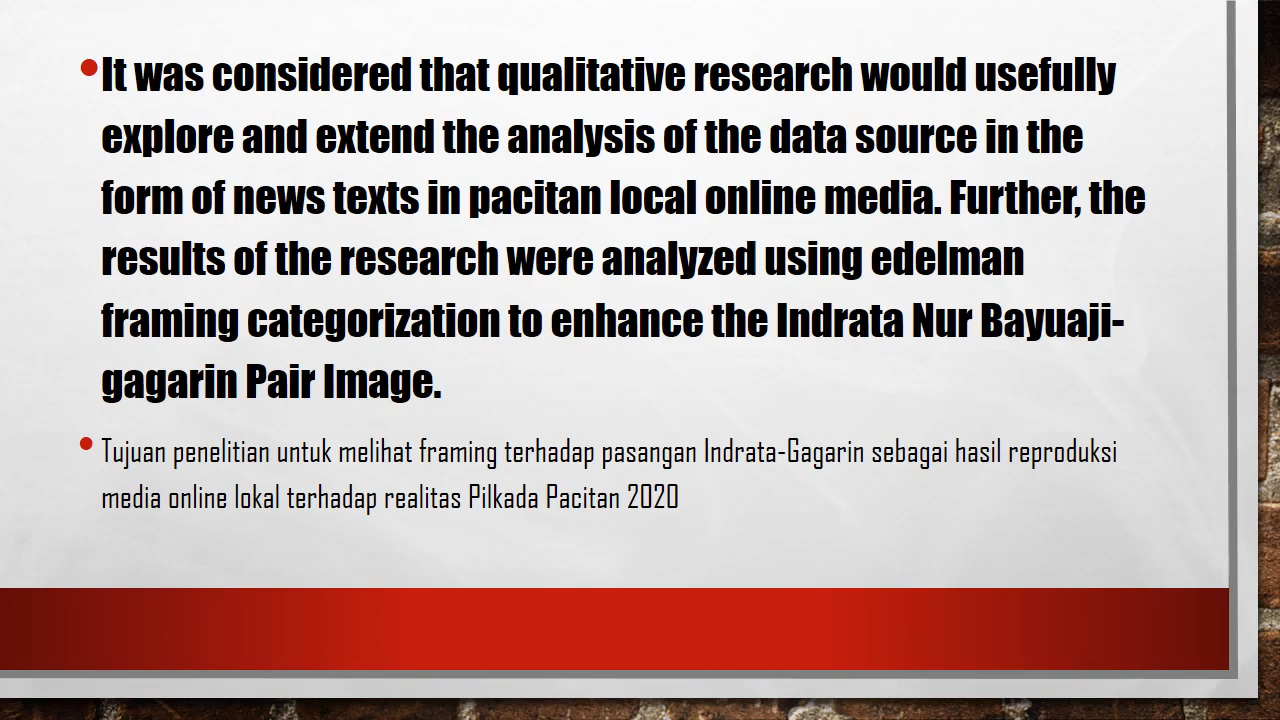 •It was considered that qualitative research would usefully
explore and extend the analysis of the data source in the
form of news texts in pacitan local online media. Further, the
results of the research were analyzed using edelman
framing categorization to enhance the Indrata Nur Bayuaji-
gagarin Pair Image.
• Tujuan penelitian untuk melihat framing terhadap pasangan Indrata-Gagarin sebagai hasil reproduksi
media online lokal terhadap realitas Pilkada Pacitan 2020